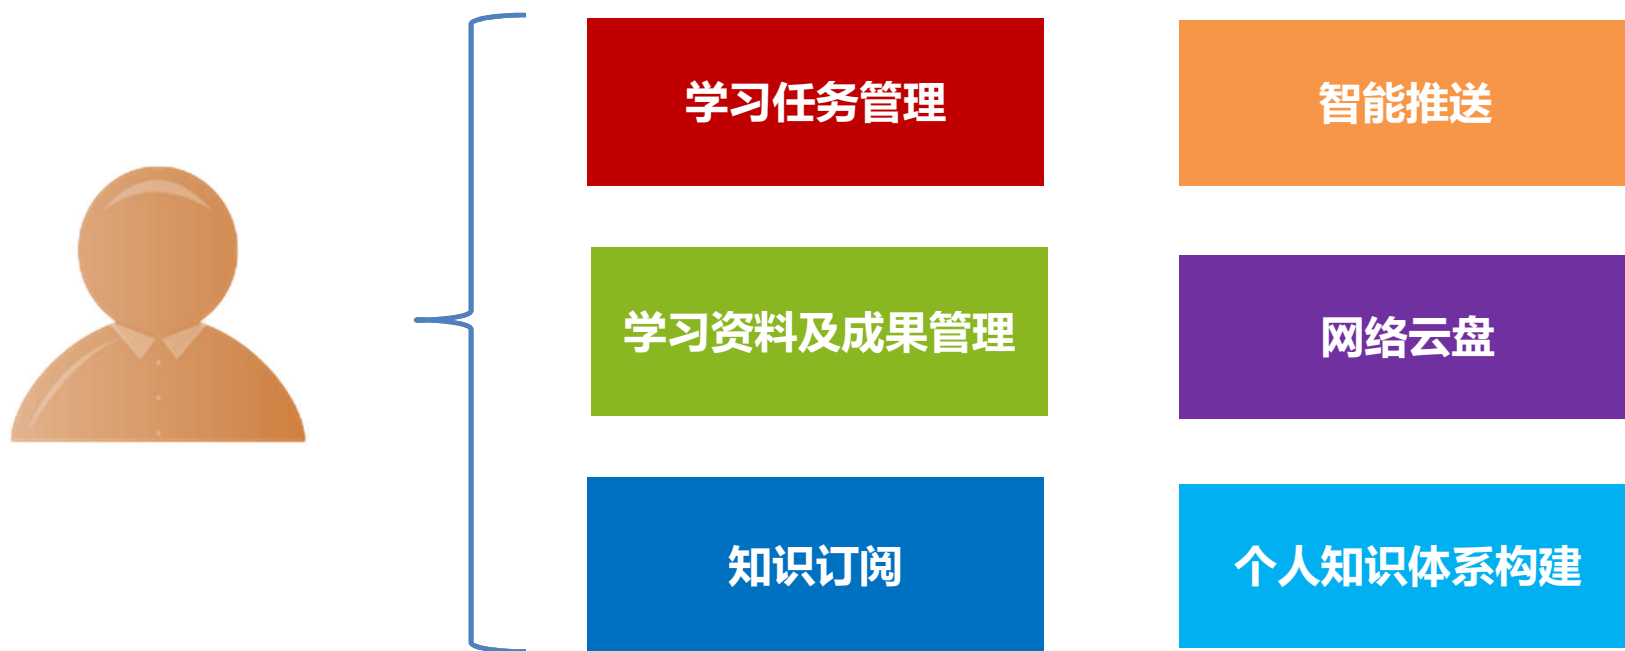 学习任务管理
智能推送
学习资料及成果管理
网络云盘
知识订阅
个人知识体系构建